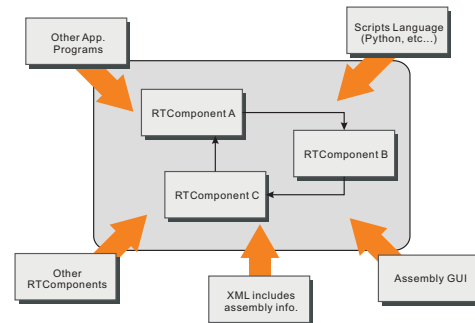 Other App.
Programs
Scripts Language
(Python, etc...)
RTComponent A
RTComponent B
RTComponent C
Other
RTComponents
XML includes
assembly info.
Assembly GUI